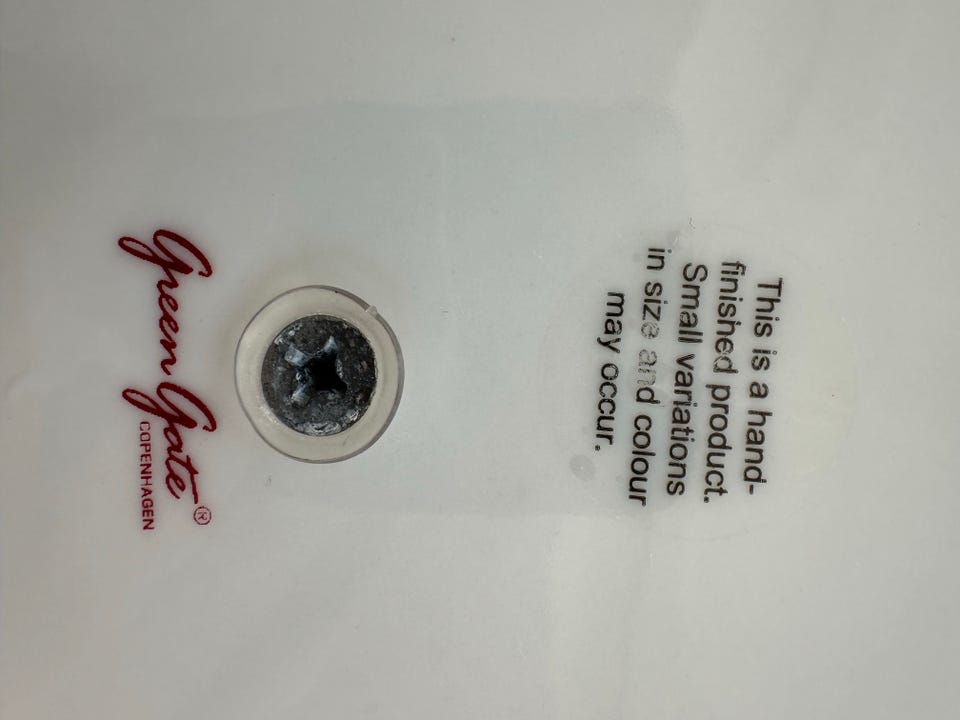 This is a hand-
finished product.
Small variations
in size and colour
may occur.
GreenGate®
COPENHAGEN